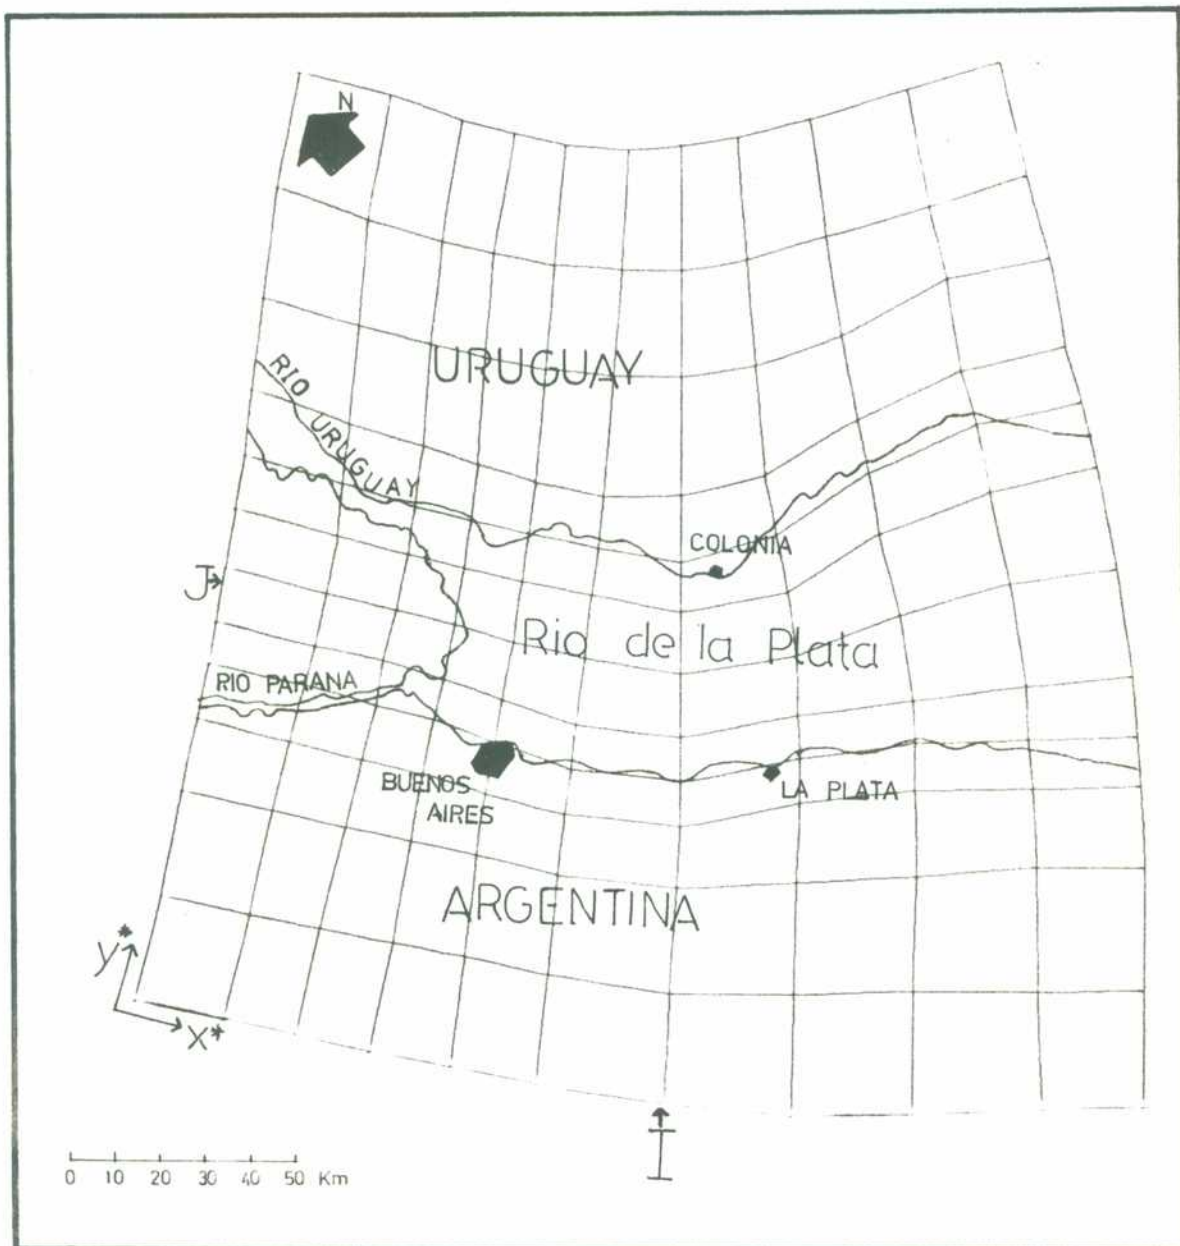 N
URUGUAY
RIO
URUGUAY
COLONIA
J
Rio de la Plata
RIO PARANA
BUENOS
AIRES
LA PLATA
ARGENTINA
y*
x*
I
0 10 20 30 40 50 Km